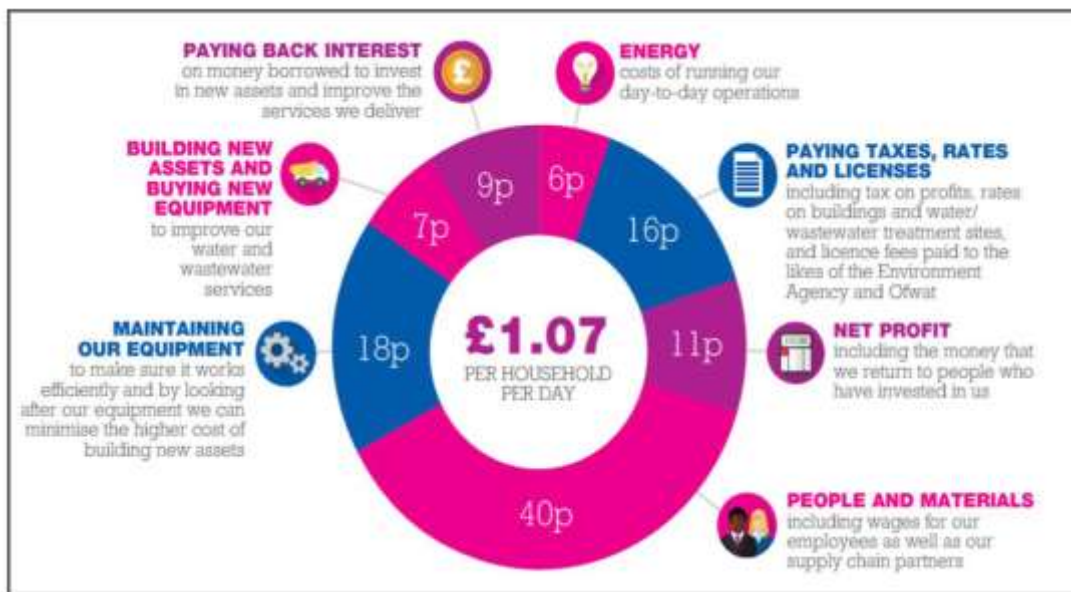 PAYING BACK INTEREST
on money borrowed to invest
in new assets and improve the
services we deliver
ENERGY
costs of running our
day-to-day operations
BUILDING NEW
ASSETS AND
BUYING NEW
EQUIPMENT
to improve our
water and
wastewater
services
PAYING TAXES, RATES
AND LICENSES
including tax on profits, rates
on buildings and water/
wastewater treatment sites,
and licence fees paid to the
likes of the Environment
Agency and Ofwat
MAINTAINING
OUR EQUIPMENT
to make sure it works
efficiently and by looking
after our equipment we can
minimise the higher cost of
building new assets
NET PROFIT
including the money that
we return to people who
have invested in us
PEOPLE AND MATERIALS
including wages for our
employees as well as our
supply chain partners
£
9p
6p
7p
16p
18p
11p
40p
£1.07
PER HOUSEHOLD
PER DAY